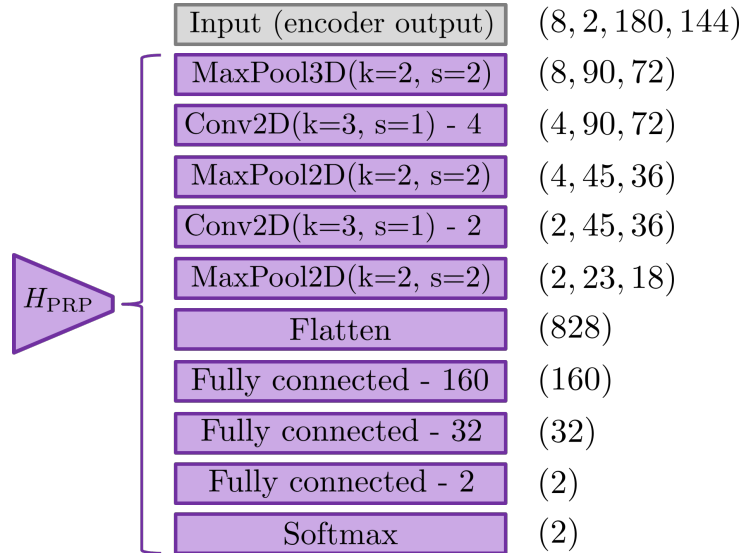 Input (encoder output) (8, 2, 180, 144)
MaxPool3D(k=2, s=2) (8, 90, 72)
Conv2D(k=3, s=1) - 4 (4, 90, 72)
MaxPool2D(k=2, s=2) (4, 45, 36)
Conv2D(k=3, s=1) - 2 (2, 45, 36)
MaxPool2D(k=2, s=2) (2, 23, 18)
H_PRP
Flatten (828)
Fully connected - 160 (160)
Fully connected - 32 (32)
Fully connected - 2 (2)
Softmax (2)